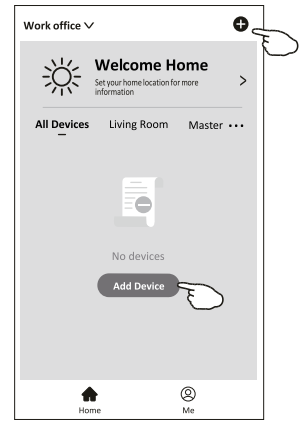 Work office
Welcome Home
Set your home location for more
information
All Devices Living Room Master
No devices
Add Device
Home Me